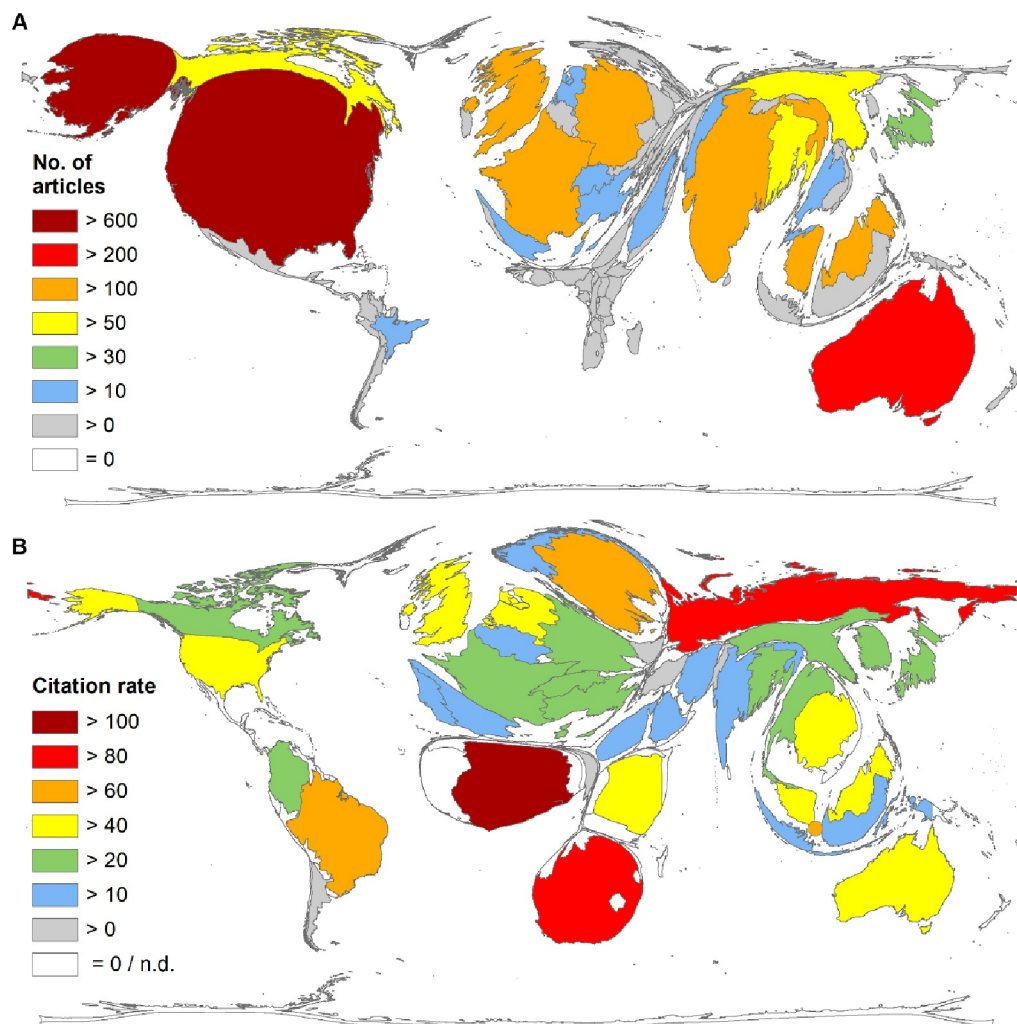 A
No. of
articles
> 600
> 200
> 100
> 50
> 30
> 10
> 0
= 0
B
Citation rate
> 100
> 80
> 60
> 40
> 20
> 10
> 0
= 0 / n.d.